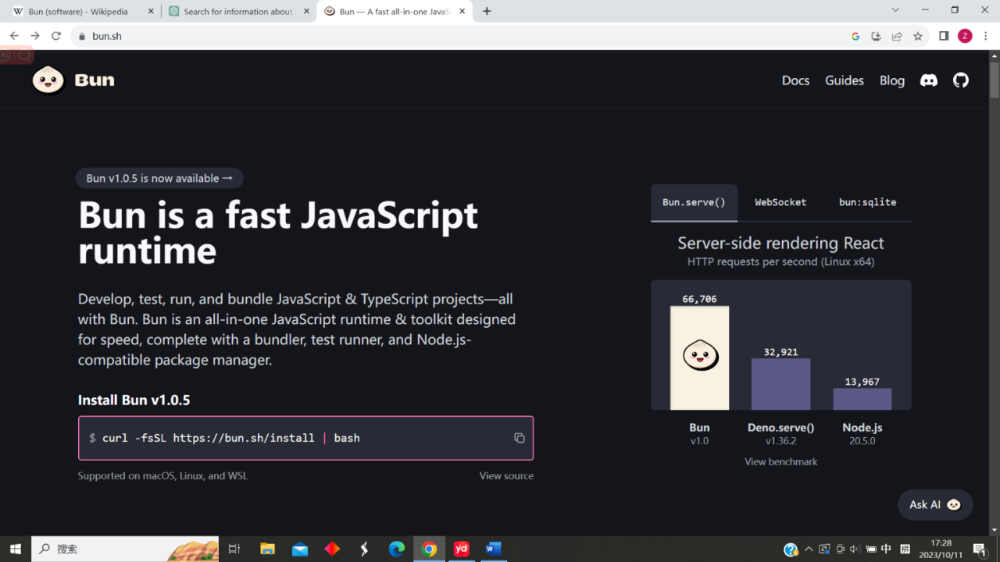 Bun (software) - Wikipedia
Search for information about
Bun — A fast all-in-one JavaS
bun.sh
Bun
Docs Guides Blog
Bun v1.0.5 is now available →
Bun is a fast JavaScript
runtime
Develop, test, run, and bundle JavaScript & TypeScript projects—all
with Bun. Bun is an all-in-one JavaScript runtime & toolkit designed
for speed, complete with a bundler, test runner, and Node.js-
compatible package manager.
Install Bun v1.0.5
$ curl -fsSL https://bun.sh/install | bash
Supported on macOS, Linux, and WSL View source
Bun.serve() WebSocket bun:sqlite
Server-side rendering React
HTTP requests per second (Linux x64)
66,706
32,921
13,967
Bun Deno.serve() Node.js
v1.0 v1.36.2 20.5.0
View benchmark
Ask AI
搜索
yd
中
17:28
2023/10/11
1